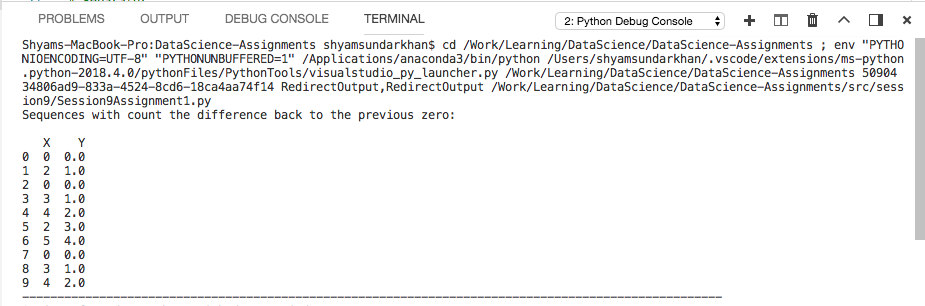 PROBLEMS OUTPUT DEBUG CONSOLE TERMINAL 2: Python Debug Console
Shyams-MacBook-Pro:DataScience-Assignments shyamsundarkhan$ cd /Work/Learning/DataScience/DataScience-Assignments ; env "PYTHO
NIOENCODING=UTF-8" "PYTHONUNBUFFERED=1" /Applications/anaconda3/bin/python /Users/shyamsundarkhan/.vscode/extensions/ms-python
.python-2018.4.0/pythonFiles/PythonTools/visualstudio_py_launcher.py /Work/Learning/DataScience/DataScience-Assignments 50904
34806ad9-833a-4524-8cd6-18ca4aa74f14 RedirectOutput,RedirectOutput /Work/Learning/DataScience/DataScience-Assignments/src/sess
ion9/Session9Assignment1.py
Sequences with count the difference back to the previous zero:
X Y
0 0 0.0
1 2 1.0
2 0 0.0
3 3 1.0
4 4 2.0
5 2 3.0
6 5 4.0
7 0 0.0
8 3 1.0
9 4 2.0
----------------------------------------------------------------------------------------------------